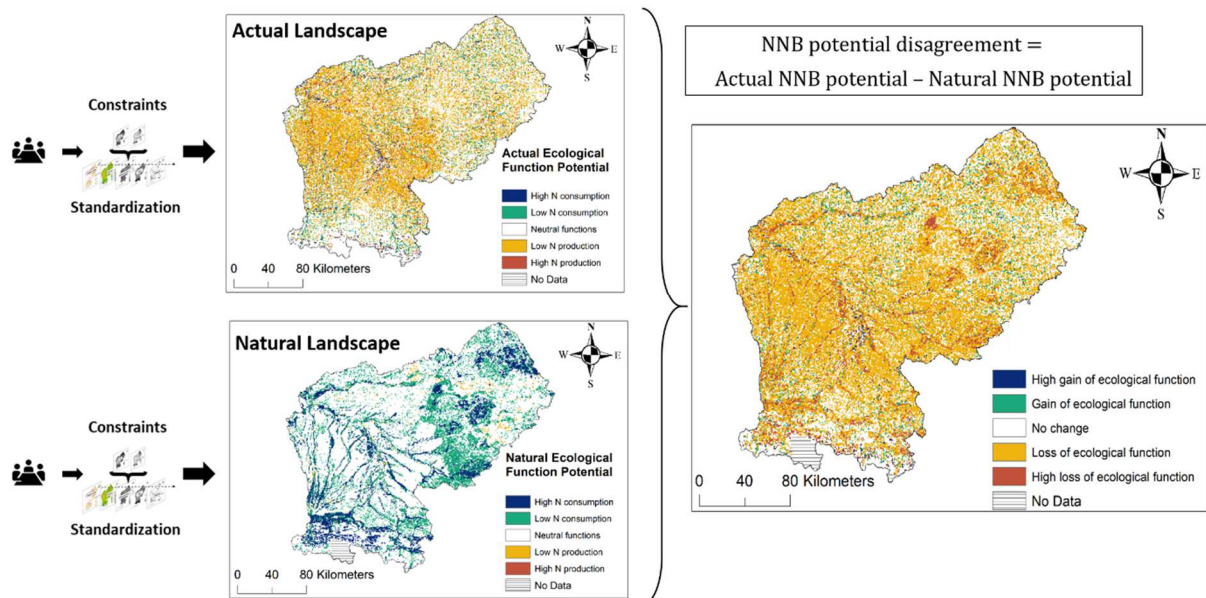 Constraints
Standardization
Actual Landscape
N
W
E
S
Actual Ecological
Function Potential
High N consumption
Low N consumption
Neutral functions
Low N production
High N production
No Data
0 40 80 Kilometers
Constraints
Standardization
Natural Landscape
N
W
E
S
Natural Ecological
Function Potential
High N consumption
Low N consumption
Neutral functions
Low N production
High N production
No Data
0 40 80 Kilometers
NNB potential disagreement =
Actual NNB potential – Natural NNB potential
N
W
E
S
High gain of ecological function
Gain of ecological function
No change
Loss of ecological function
High loss of ecological function
No Data
80 Kilometers
0 40